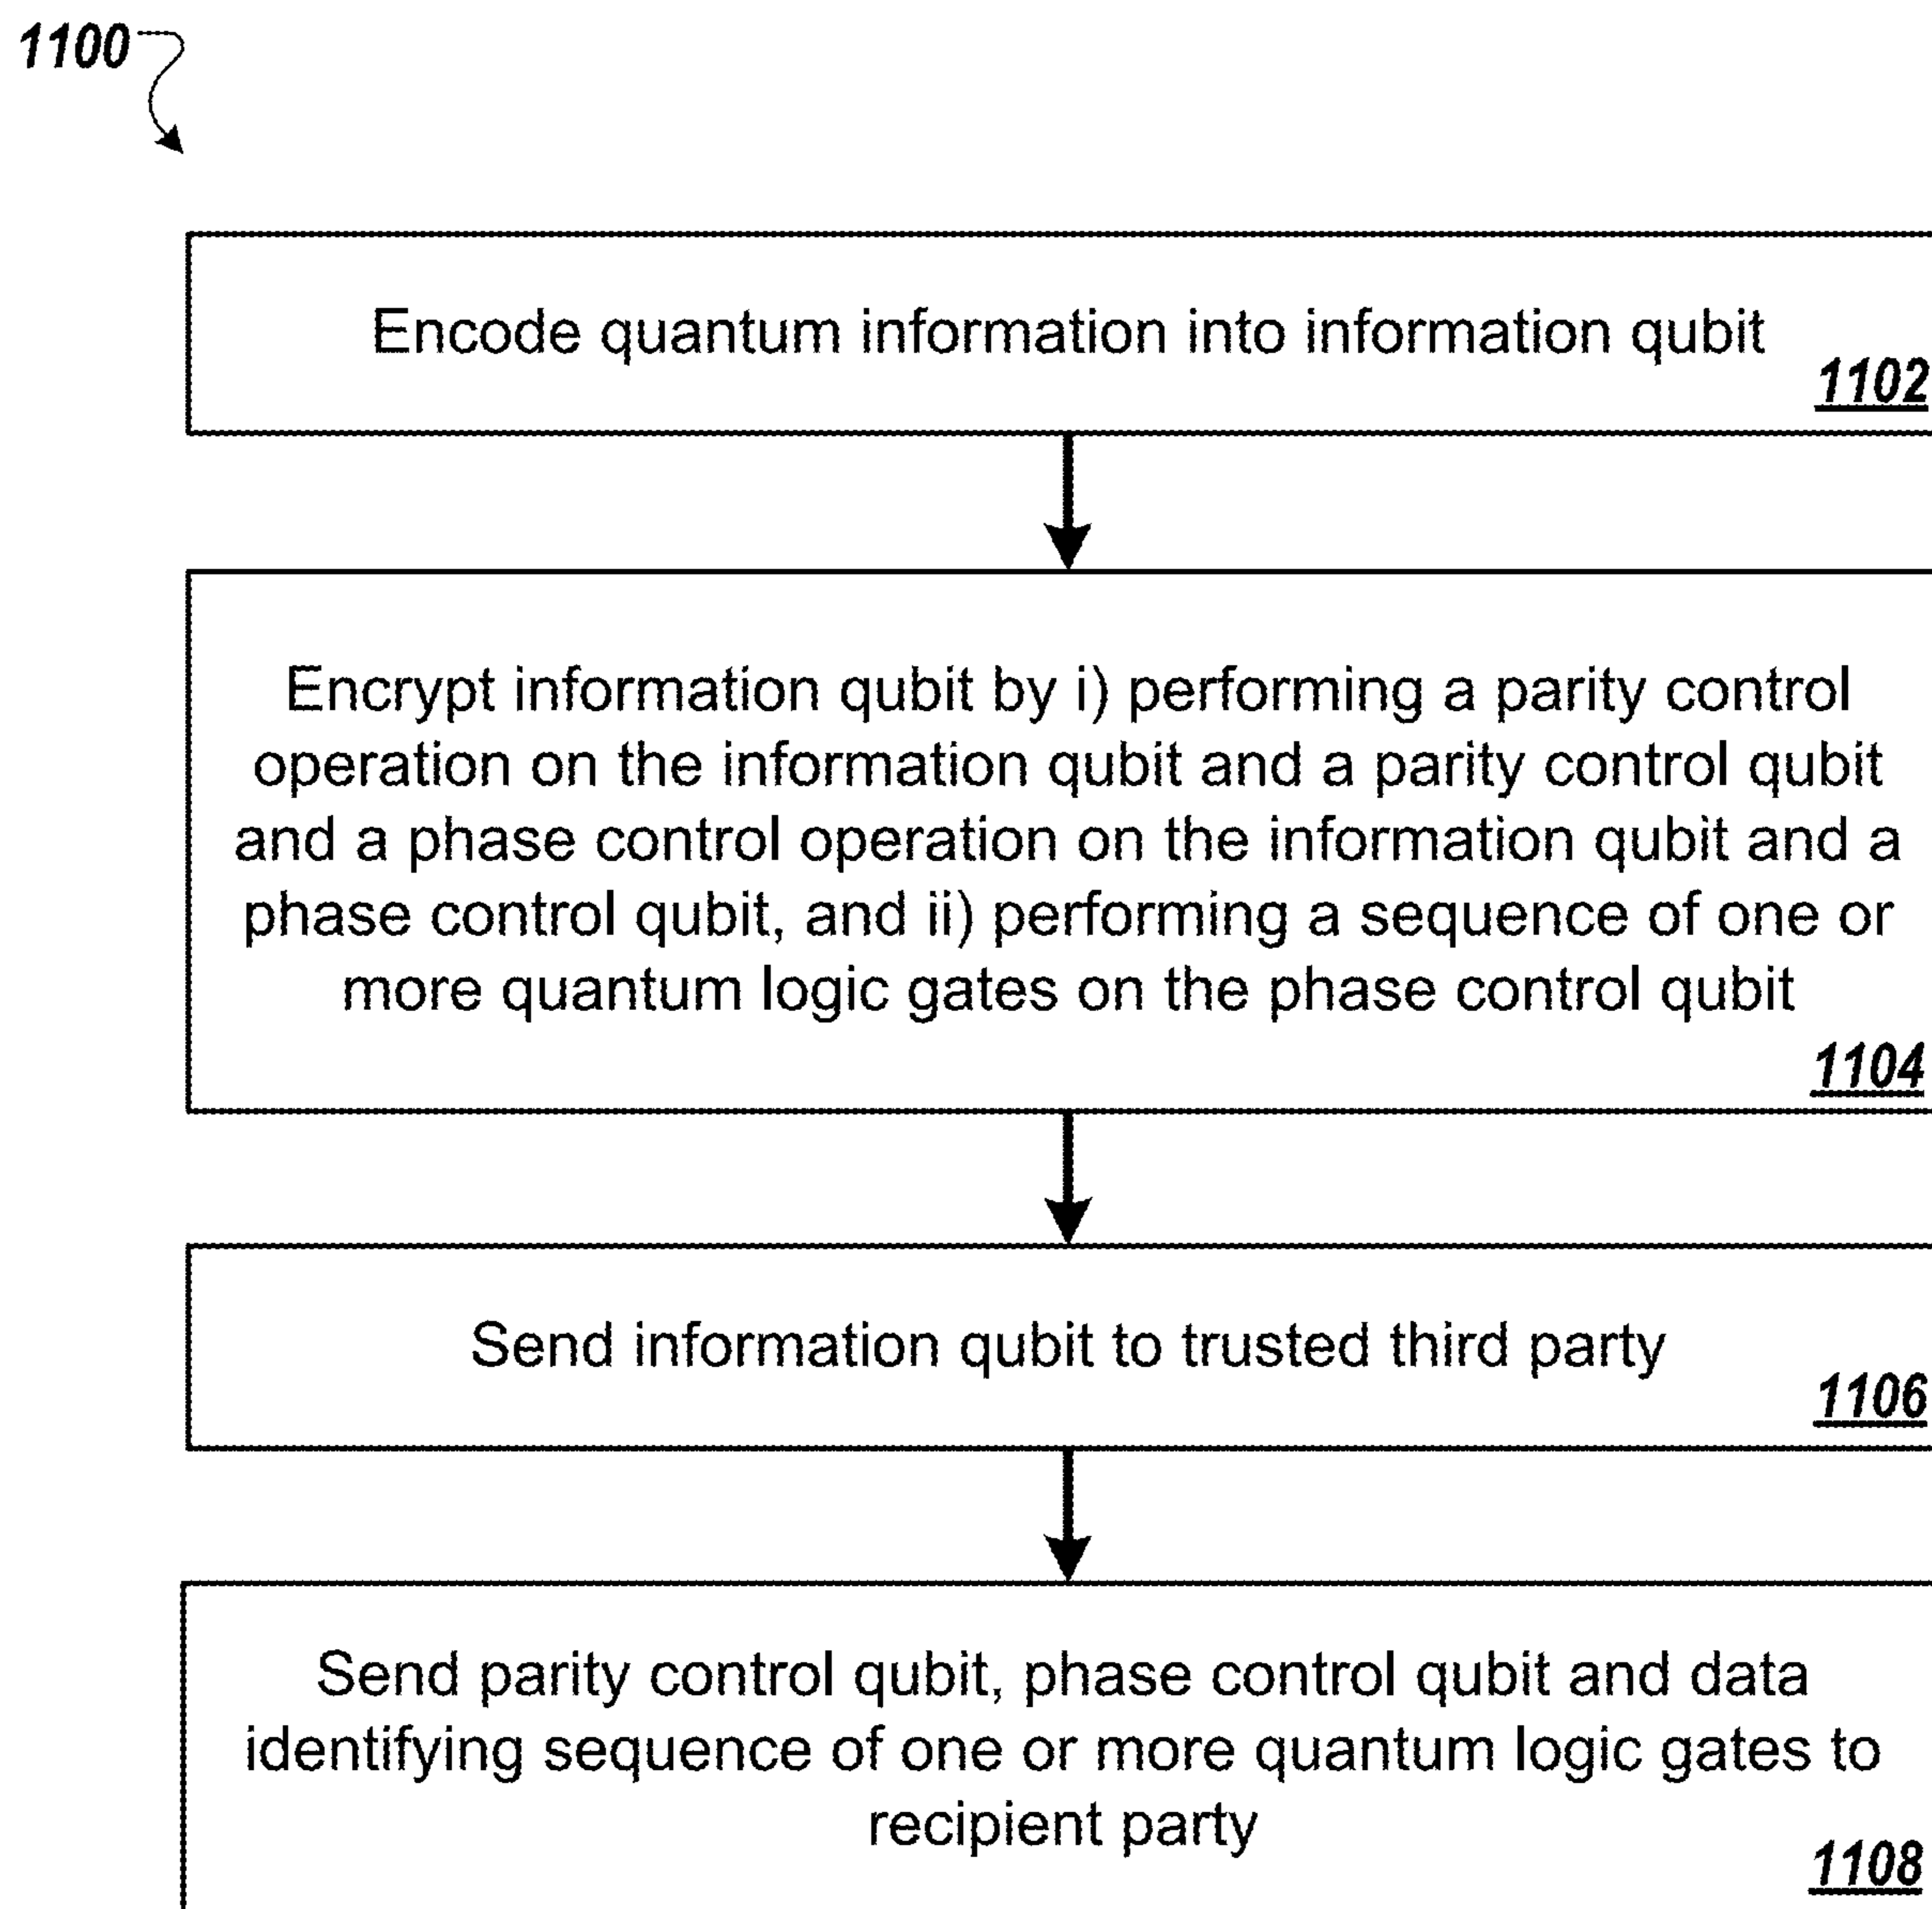 1100
Encode quantum information into information qubit
1102
Encrypt information qubit by i) performing a parity control
operation on the information qubit and a parity control qubit
and a phase control operation on the information qubit and a
phase control qubit, and ii) performing a sequence of one or
more quantum logic gates on the phase control qubit
1104
Send information qubit to trusted third party
1106
Send parity control qubit, phase control qubit and data
identifying sequence of one or more quantum logic gates to
recipient party
1108